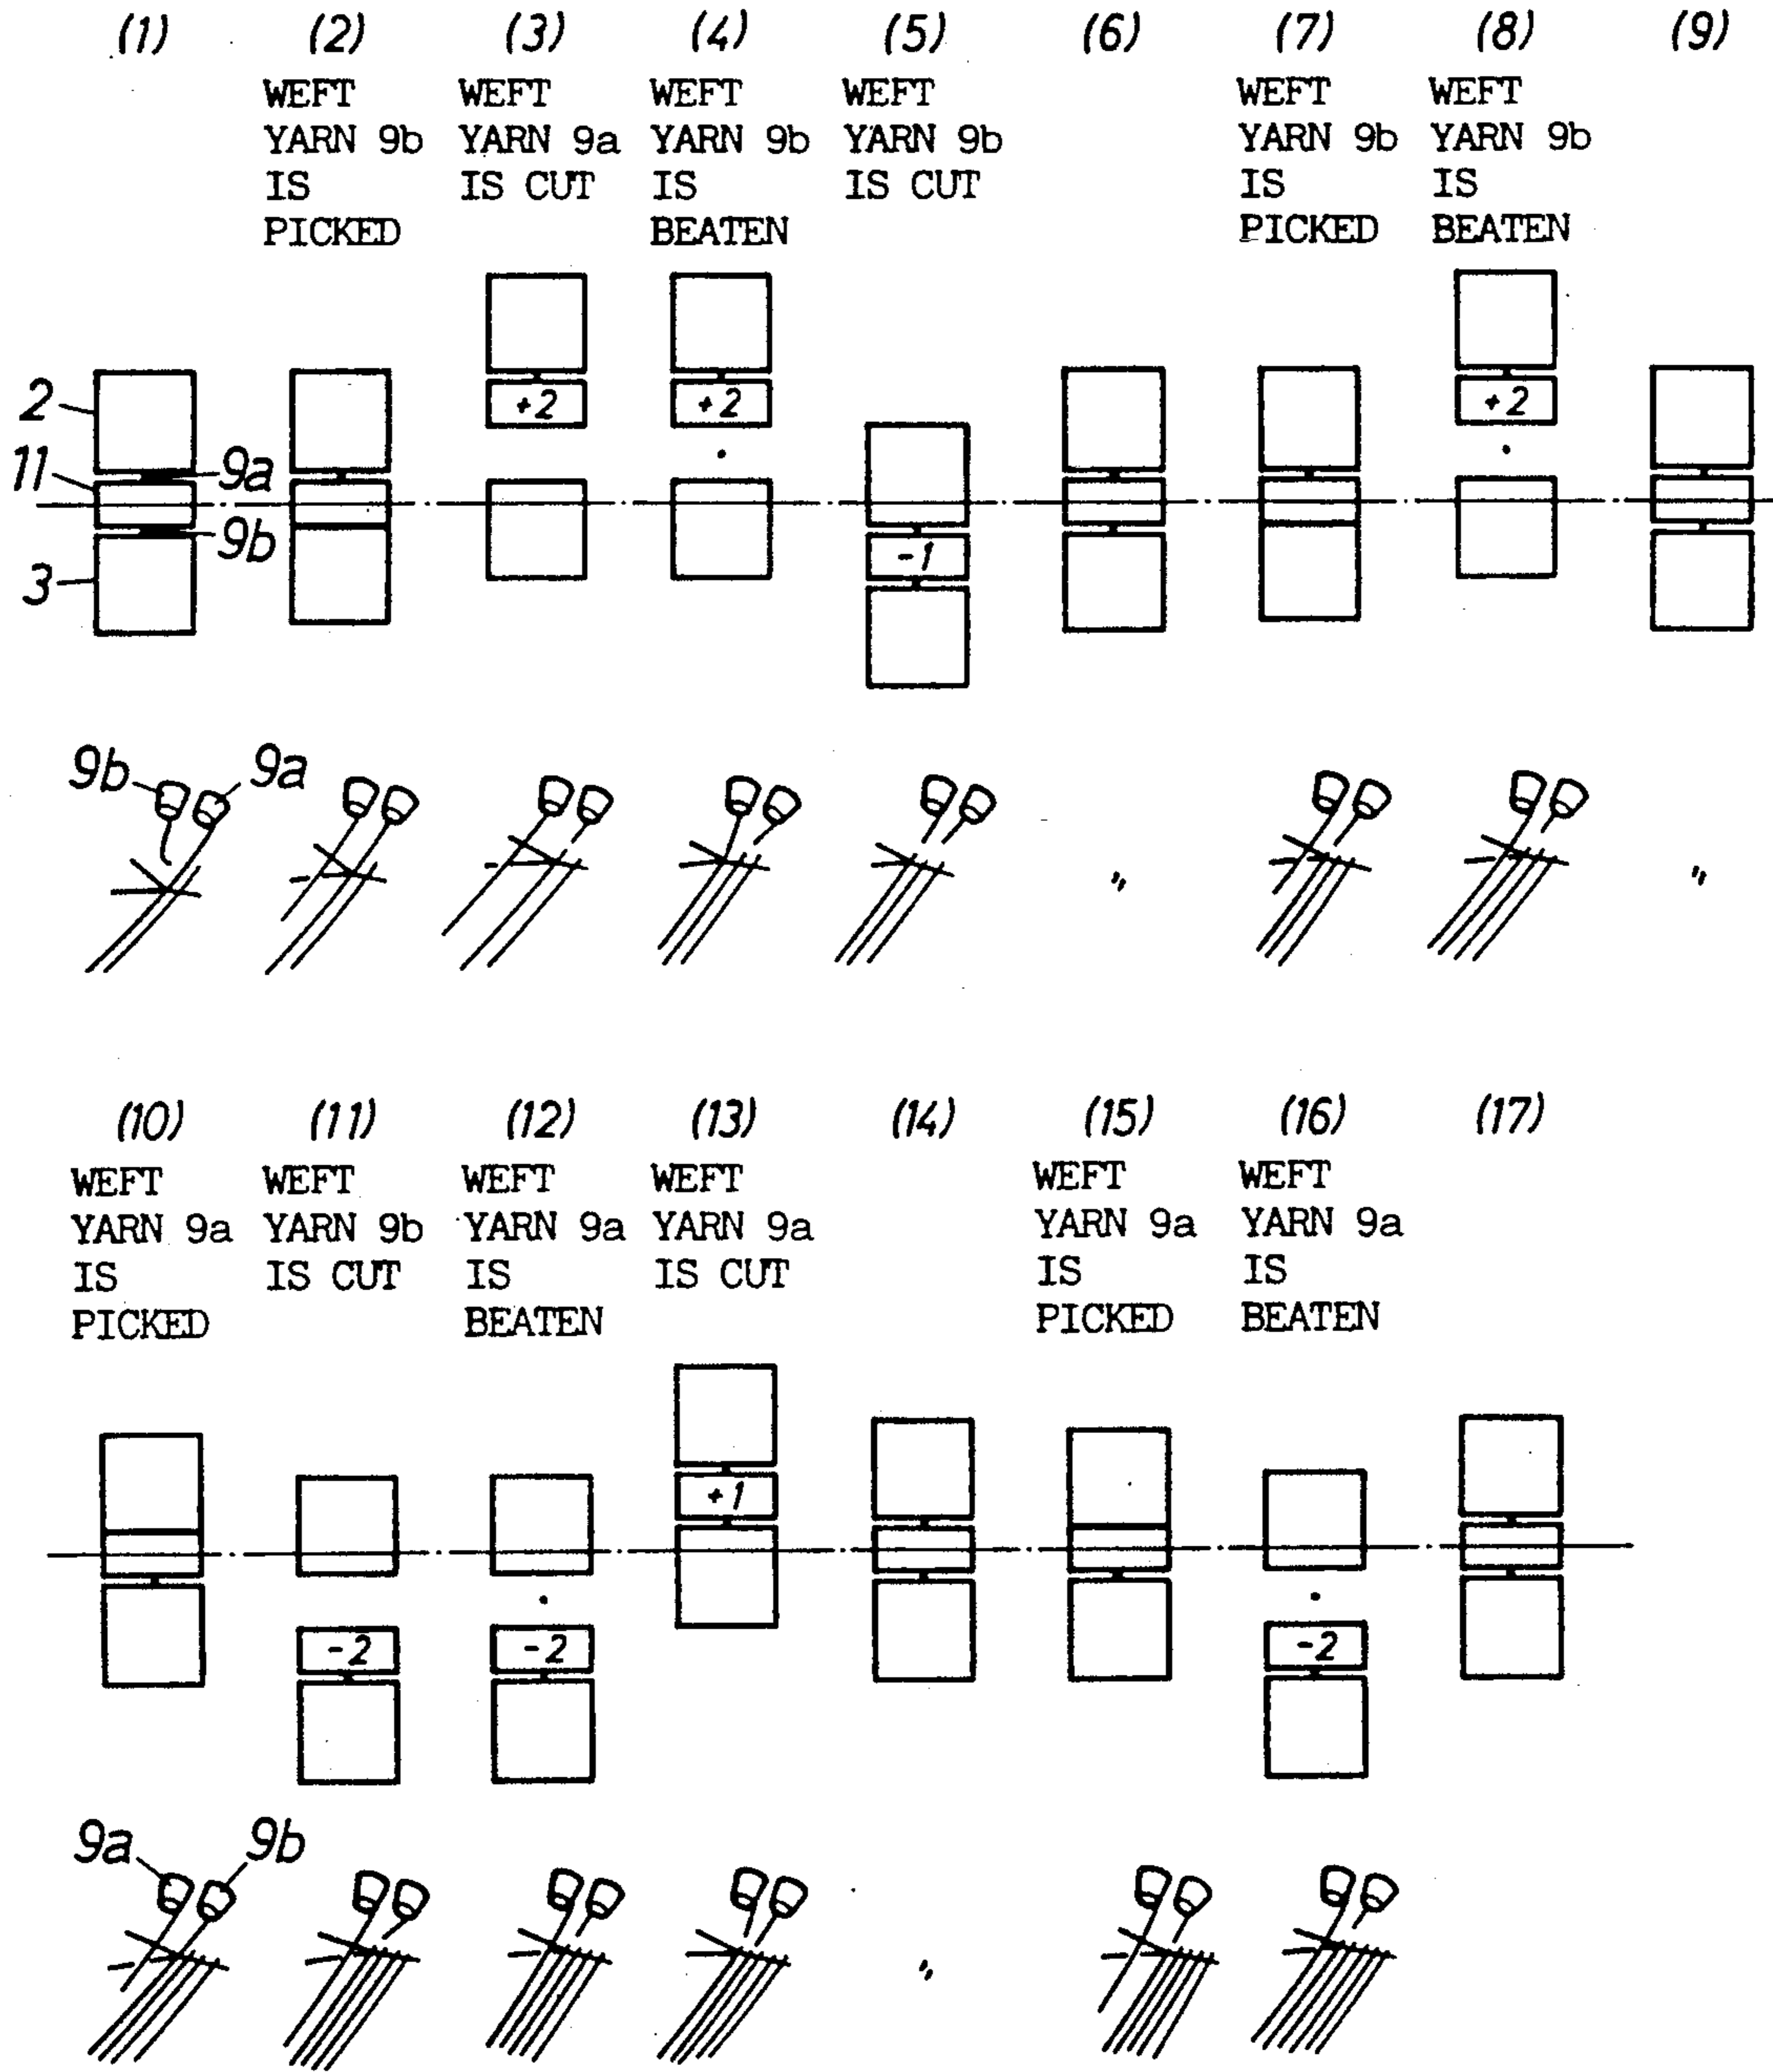 (1) (2) (3) (4) (5) (6) (7) (8) (9)
WEFT WEFT WEFT WEFT WEFT WEFT
YARN 9b YARN 9a YARN 9b YARN 9b YARN 9b YARN 9b
IS IS CUT IS IS CUT IS IS
PICKED BEATEN PICKED BEATEN
2 +2 +2 +2
11 9a
9b
3 -1
9b 9a
" "
(10) (11) (12) (13) (14) (15) (16) (17)
WEFT WEFT WEFT WEFT WEFT WEFT
YARN 9a YARN 9b YARN 9a YARN 9a YARN 9a YARN 9a
IS IS CUT IS IS CUT IS IS
PICKED BEATEN PICKED BEATEN
+1
-2 -2 -2
9a 9b
"